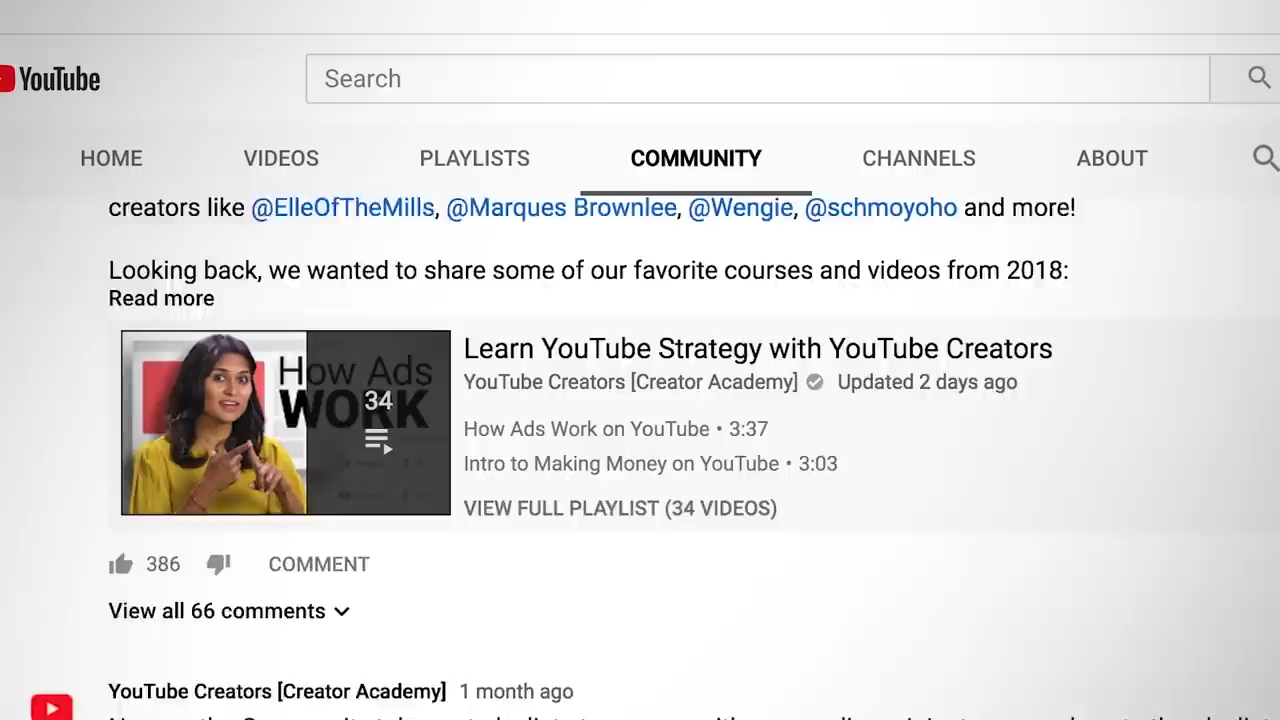 YouTube
Search
HOME VIDEOS PLAYLISTS COMMUNITY CHANNELS ABOUT
creators like @ElleOfTheMills, @Marques Brownlee, @Wengie, @schmoyoho and more!
Looking back, we wanted to share some of our favorite courses and videos from 2018:
Read more
How Ads
WORK
34
Learn YouTube Strategy with YouTube Creators
YouTube Creators [Creator Academy] Updated 2 days ago
How Ads Work on YouTube • 3:37
Intro to Making Money on YouTube • 3:03
VIEW FULL PLAYLIST (34 VIDEOS)
386 COMMENT
View all 66 comments
YouTube Creators [Creator Academy] 1 month ago